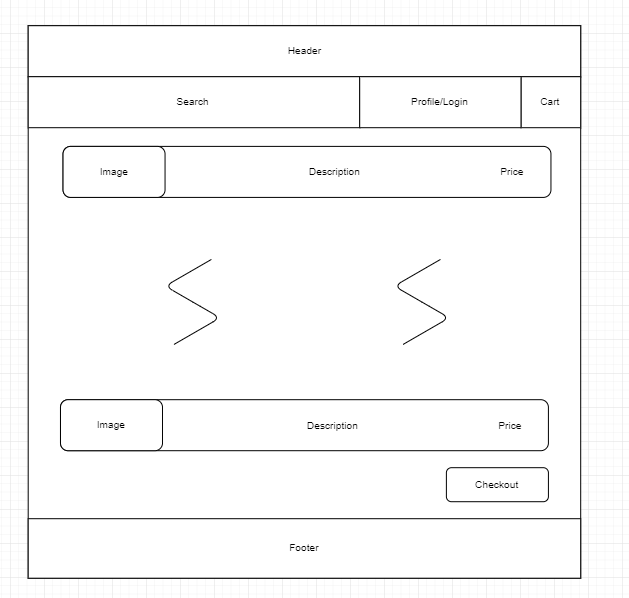 Header
Search
Profile/Login
Cart
Image
Description
Price
Image
Description
Price
Checkout
Footer